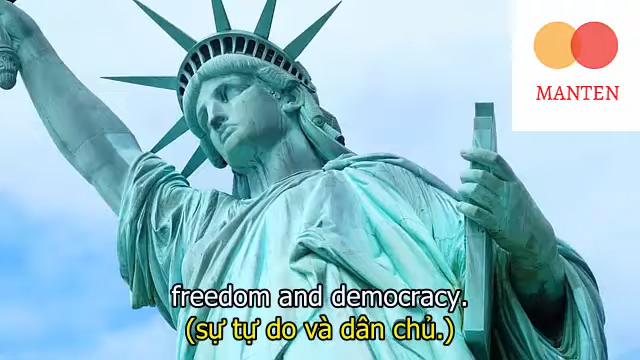 MANTEN
freedom and democracy.
(sự tự do và dân chủ.)